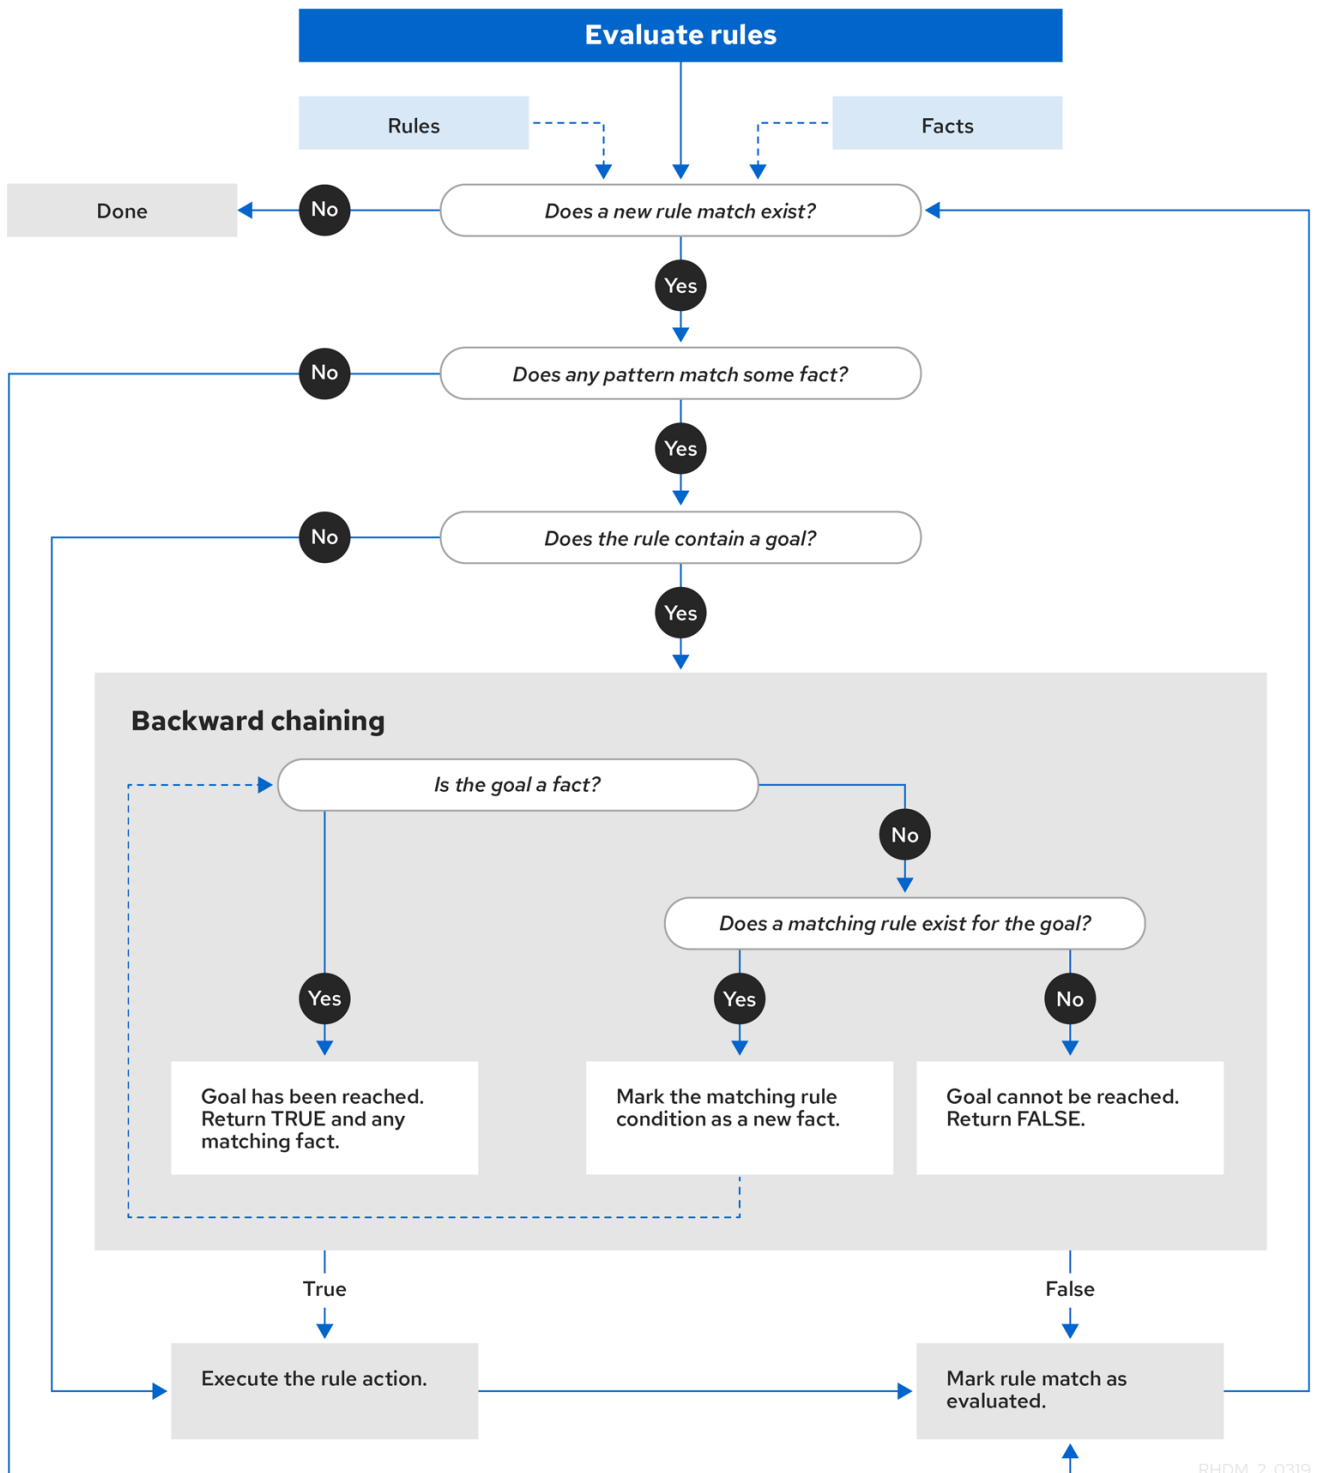 Evaluate rules
Rules
Facts
Done
No
Does a new rule match exist?
Yes
No
Does any pattern match some fact?
Yes
No
Does the rule contain a goal?
Yes
Backward chaining
Is the goal a fact?
No
Does a matching rule exist for the goal?
Yes
Yes
No
Goal has been reached.
Return TRUE and any
matching fact.
Mark the matching rule
condition as a new fact.
Goal cannot be reached.
Return FALSE.
True
False
Execute the rule action.
Mark rule match as
evaluated.
RHDM_2_0319